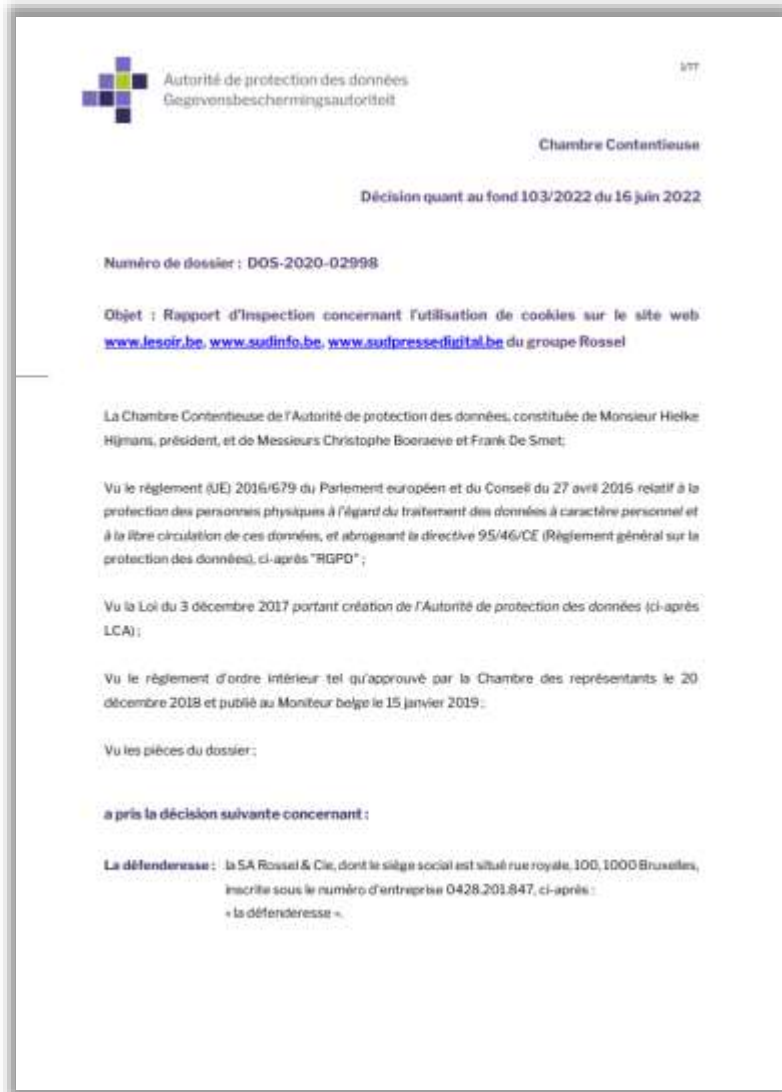 Autorité de protection des données
Gegevensbeschermingsautoriteit
1/77
Chambre Contentieuse
Décision quant au fond 103/2022 du 16 juin 2022
Numéro de dossier : DOS-2020-02998
Objet : Rapport d'Inspection concernant l'utilisation de cookies sur le site web
www.lesoir.be, www.sudinfo.be, www.sudpressedigital.be du groupe Rossel
La Chambre Contentieuse de l'Autorité de protection des données, constituée de Monsieur Hielke
Hijmans, président, et de Messieurs Christophe Boeraeve et Frank De Smet;
Vu le règlement (UE) 2016/679 du Parlement européen et du Conseil du 27 avril 2016 relatif à la
protection des personnes physiques à l'égard du traitement des données à caractère personnel et
à la libre circulation de ces données, et abrogeant la directive 95/46/CE (Règlement général sur la
protection des données), ci-après "RGPD" ;
Vu la Loi du 3 décembre 2017 portant création de l'Autorité de protection des données (ci-après
LCA) ;
Vu le règlement d'ordre intérieur tel qu'approuvé par la Chambre des représentants le 20
décembre 2018 et publié au Moniteur belge le 15 janvier 2019 ;
Vu les pièces du dossier ;
a pris la décision suivante concernant :
La défenderesse : la SA Rossel & Cie, dont le siège social est situé rue royale, 100, 1000 Bruxelles,
inscrite sous le numéro d'entreprise 0428.201.847, ci-après :
« la défenderesse ».